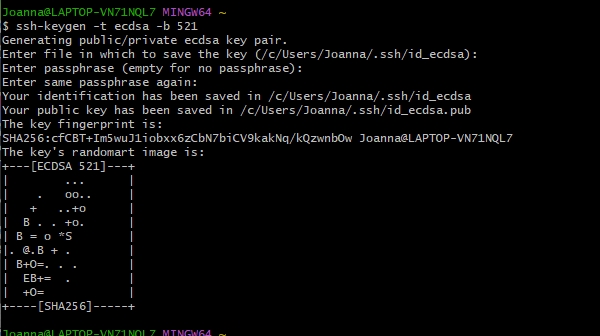 Joanna@LAPTOP-VN71NQL7 MINGW64 ~
$ ssh-keygen -t ecdsa -b 521
Generating public/private ecdsa key pair.
Enter file in which to save the key (/c/Users/Joanna/.ssh/id_ecdsa):
Enter passphrase (empty for no passphrase):
Enter same passphrase again:
Your identification has been saved in /c/Users/Joanna/.ssh/id_ecdsa
Your public key has been saved in /c/Users/Joanna/.ssh/id_ecdsa.pub
The key fingerprint is:
SHA256:cfCBT+Im5wuJ1iobxx6zCbN7biCV9kakNq/kQzwnbOw Joanna@LAPTOP-VN71NQL7
The key's randomart image is:
+---[ECDSA 521]---+
|        ...      |
|    .   oo..     |
|   +   ..+o      |
|  B . . +o.      |
| B = o *S        |
|. @.B + .        |
| B+O=. . .       |
|  EB+=  .        |
|  +O=            |
+----[SHA256]-----+
Joanna@LAPTOP-VN71NQL7 MINGW64 ~